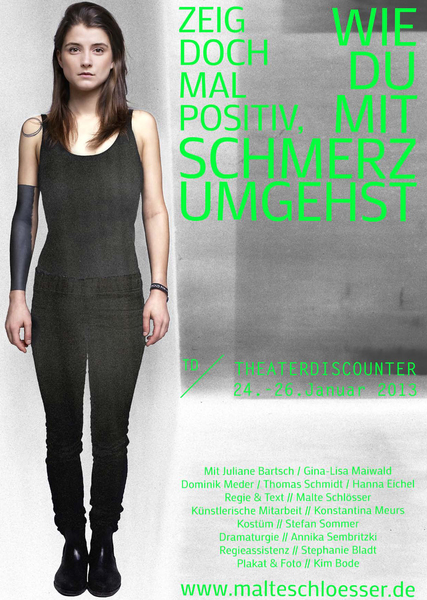 ZEIG
DOCH
MAL
POSITIV,
WIE
DU
MIT
SCHMERZ
UMGEHST
TD / THEATERDISCOUNTER
24. 26.Januar 2013
Mit Juliane Bartsch / Gina-Lisa Maiwald
Dominik Meder / Thomas Schmidt / Hanna Eichel
Regie & Text // Malte Schlösser
Künstlerische Mitarbeit // Konstantina Meurs
Kostüm // Stefan Sommer
Dramaturgie // Annika Sembritzki
Regieassistenz // Stephanie Bladt
Plakat & Foto // Kim Bode
www.malteschloesser.de